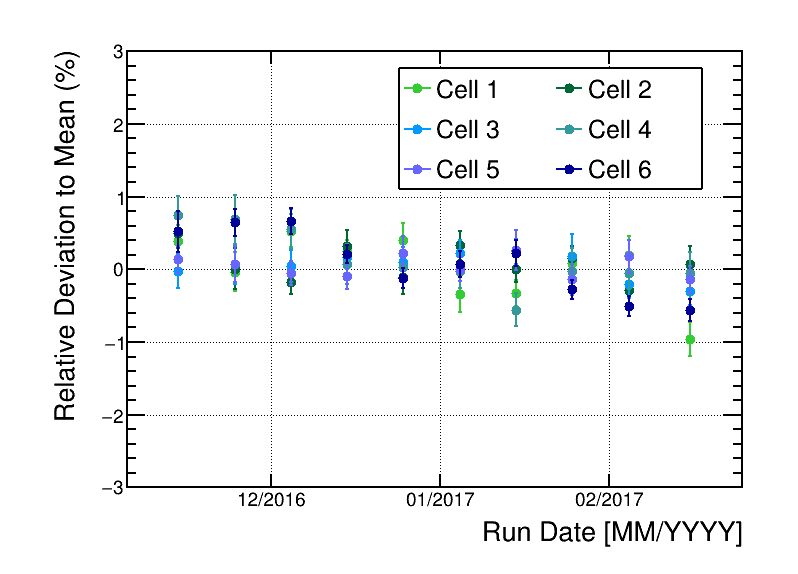 Relative Deviation to Mean (%)
3
2
1
0
−1
−2
−3
Cell 1
Cell 2
Cell 3
Cell 4
Cell 5
Cell 6
12/2016
01/2017
02/2017
Run Date [MM/YYYY]